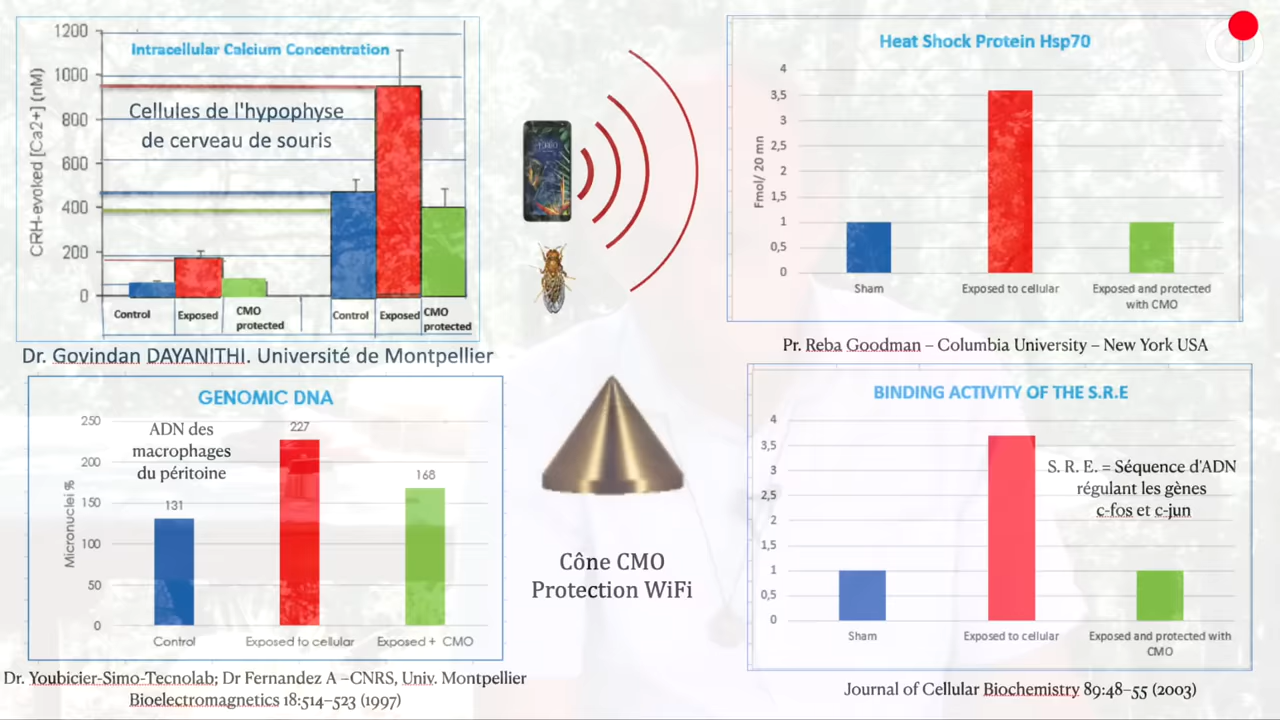 Intracellular Calcium Concentration
CRH-evoked [Ca2+] (nM)
1200
1000
800
600
400
200
0
Cellules de l'hypophyse
de cerveau de souris
Control
Exposed
CMO
protected
Control
Exposed
CMO
protected
Dr. Govindan DAYANITHI. Université de Montpellier
Heat Shock Protein Hsp70
Fmol/ 20 mn
4
3,5
3
2,5
2
1,5
1
0,5
0
Sham
Exposed to cellular
Exposed and protected
with CMO
Pr. Reba Goodman – Columbia University – New York USA
GENOMIC DNA
Micronuclei %
250
200
150
100
50
0
ADN des
macrophages
du péritoine
131
227
168
Control
Exposed to cellular
Exposed + CMO
Dr. Youbicier-Simo-Tecnolab; Dr Fernandez A –CNRS, Univ. Montpellier
Bioelectromagnetics 18:514–523 (1997)
Cône CMO
Protection WiFi
BINDING ACTIVITY OF THE S.R.E
4
3,5
3
2,5
2
1,5
1
0,5
0
S. R. E. = Séquence d'ADN
régulant les gènes
c-fos et c-jun
Sham
Exposed to cellular
Exposed and protected with
CMO
Journal of Cellular Biochemistry 89:48–55 (2003)